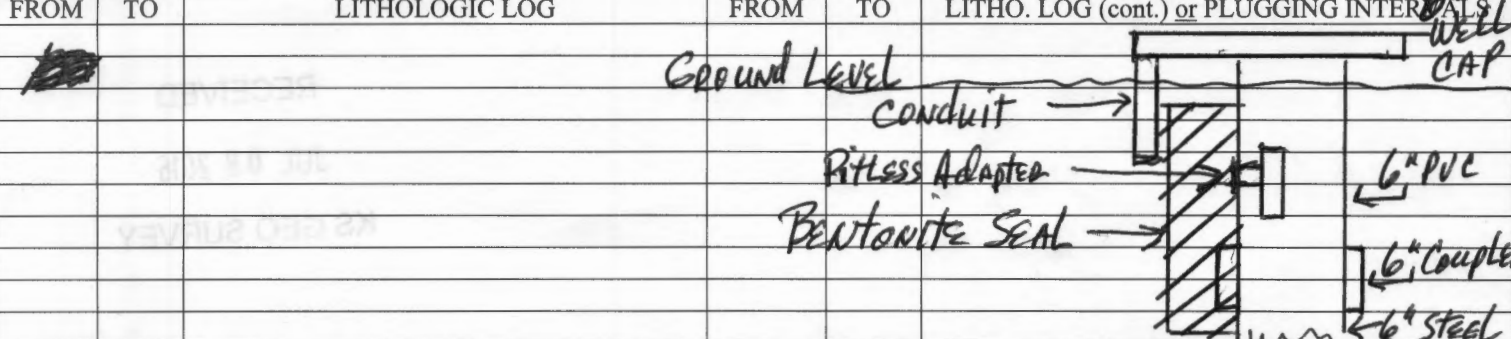 FROM TO LITHOLOGIC LOG FROM TO LITHO. LOG (cont.) or PLUGGING INTERVALS
WELL
CAP
GROUND LEVEL
CONDUIT
PITLESS ADAPTER
6" PVC
BENTONITE SEAL
6" COUPLE
6" STEEL
RECEIVED
KS GEO SURVEY